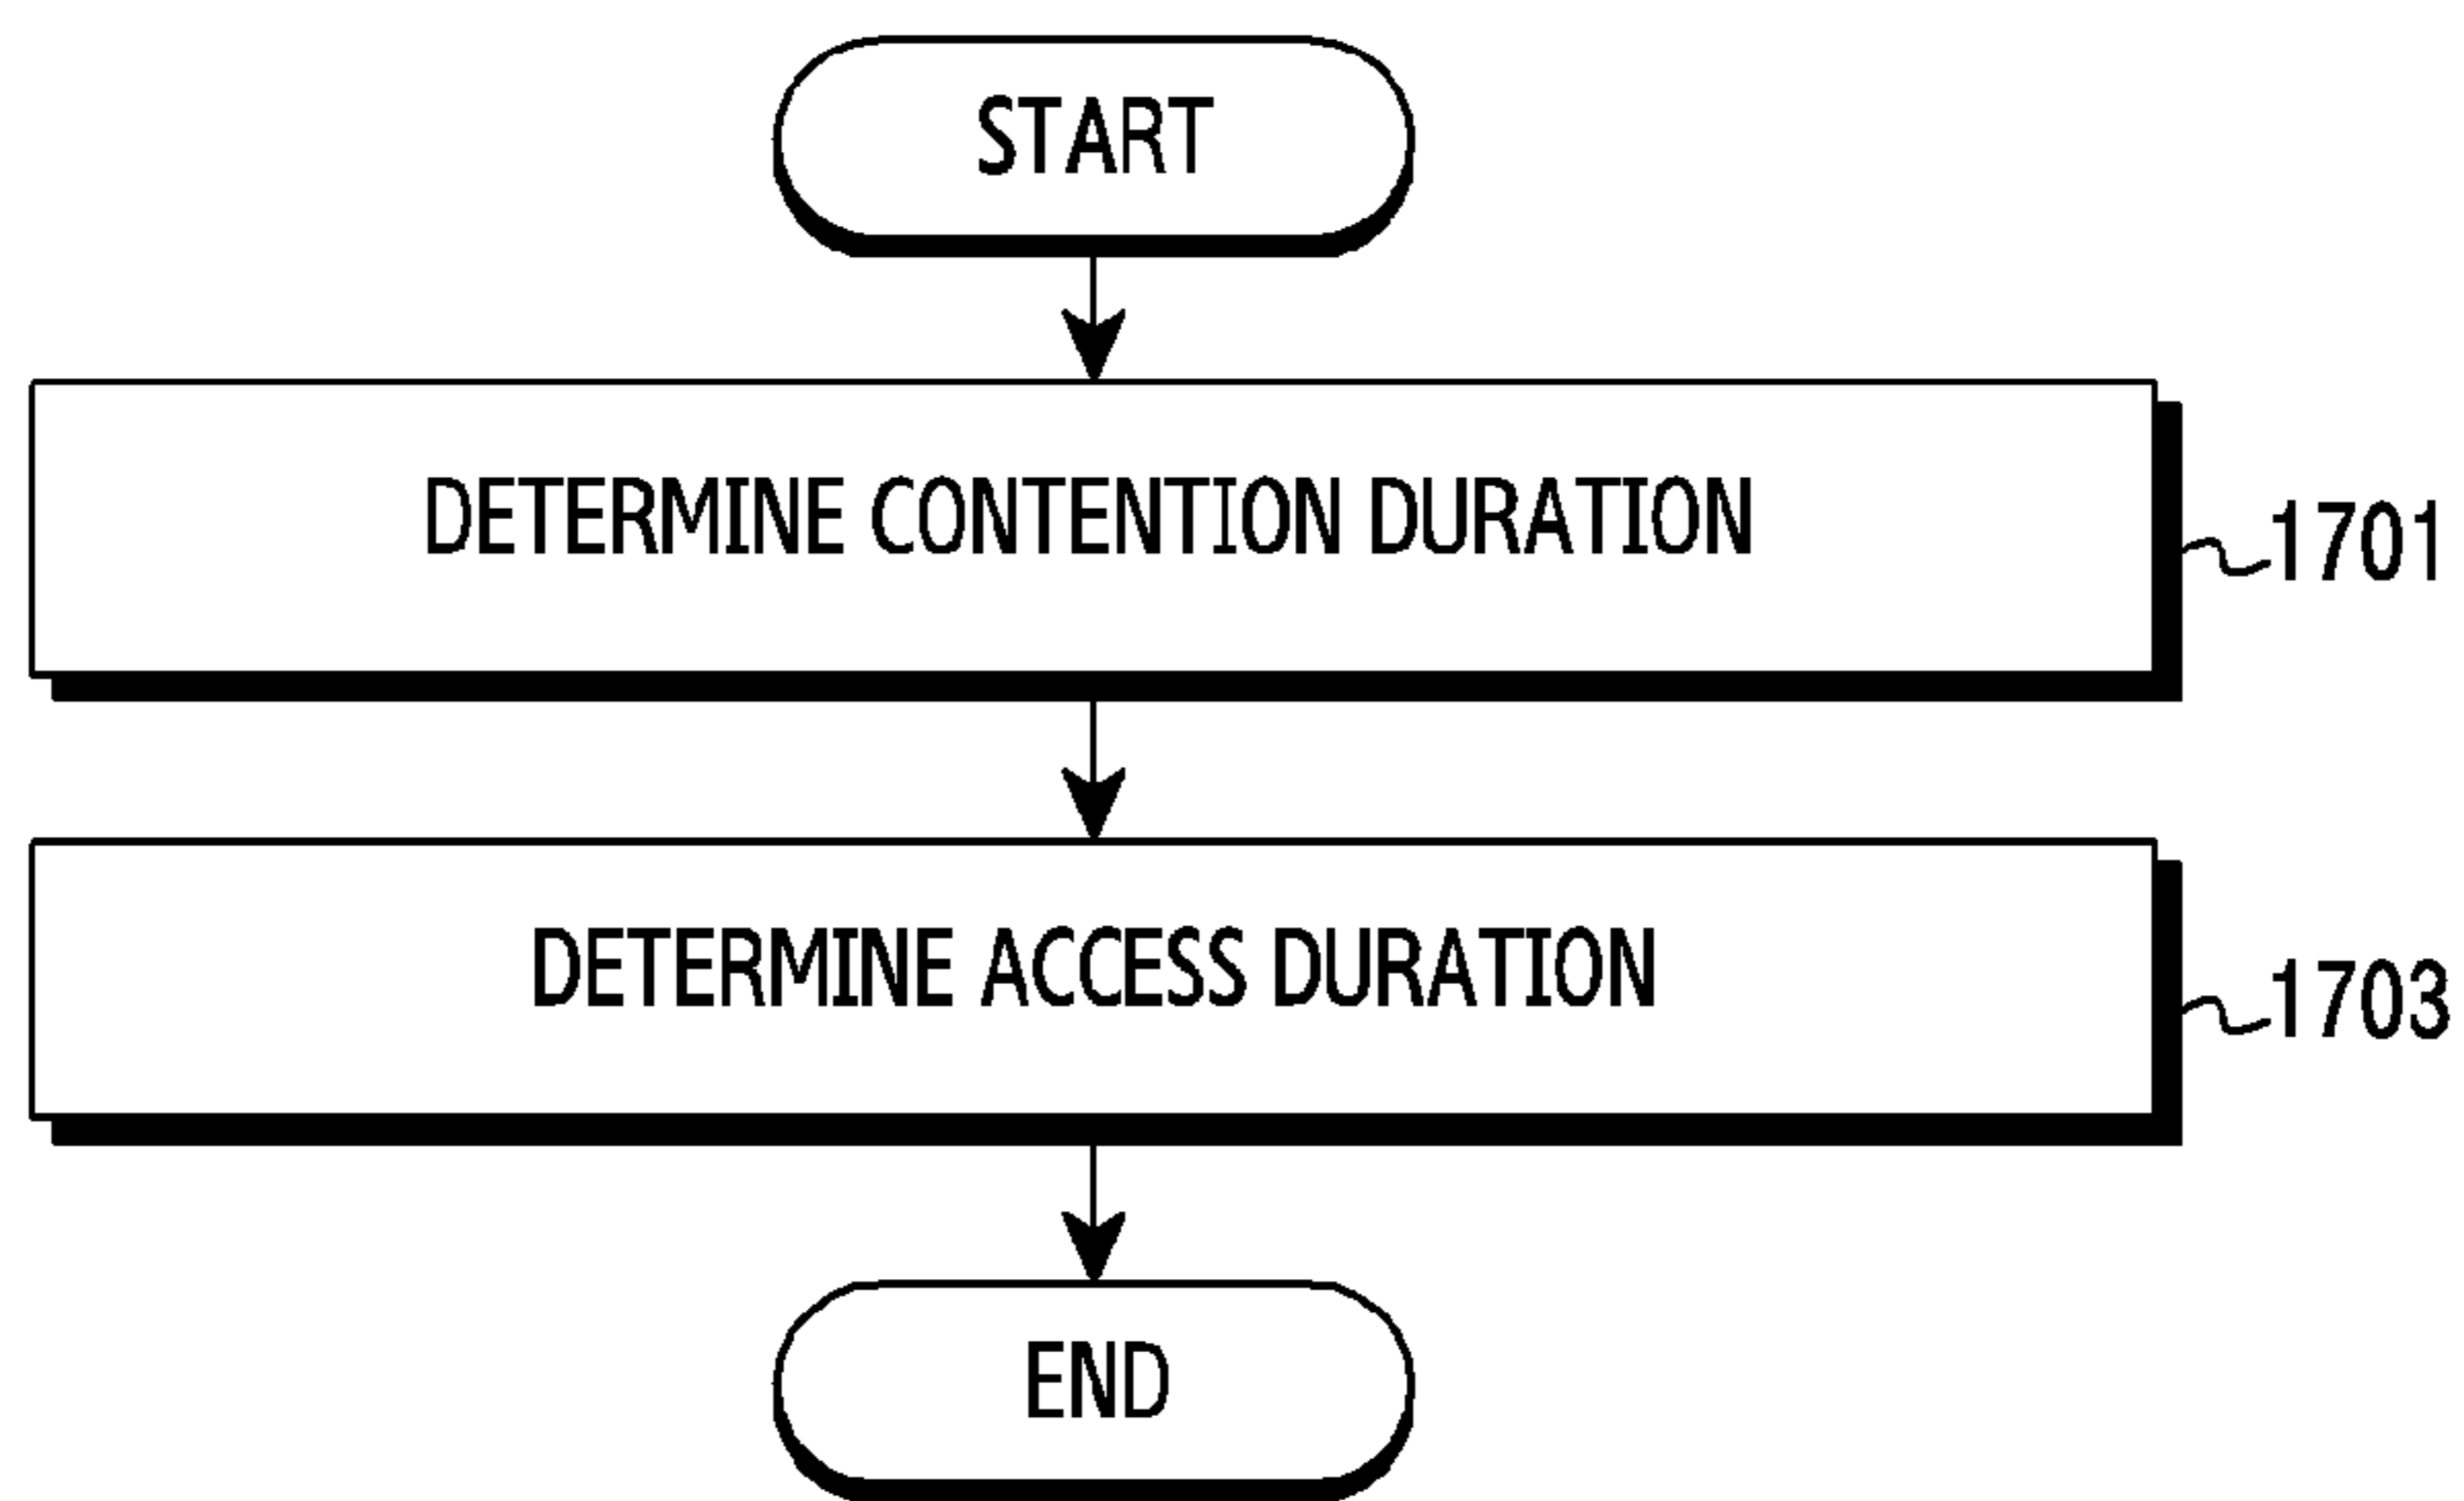 START
DETERMINE CONTENTION DURATION
1701
DETERMINE ACCESS DURATION
1703
END